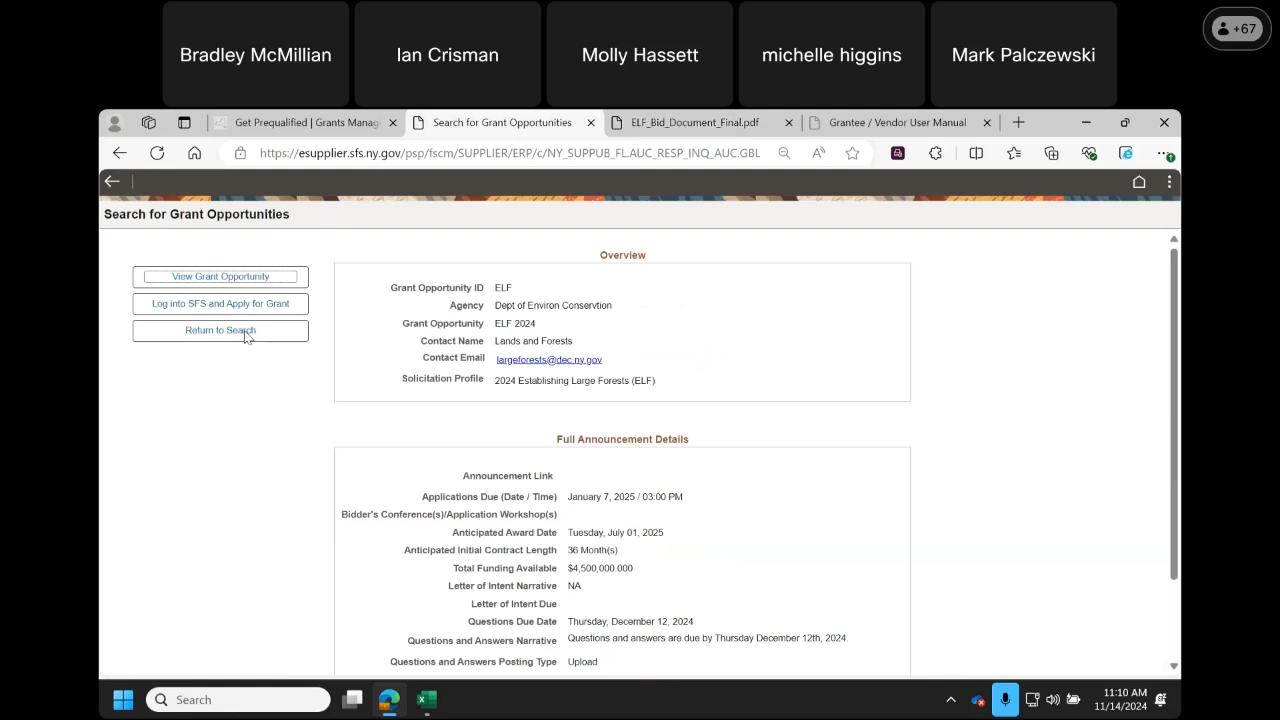 Bradley McMillian
Ian Crisman
Molly Hassett
michelle higgins
Mark Palczewski
+67
Get Prequalified | Grants Manag
Search for Grant Opportunities
ELF_Bid_Document_Final.pdf
Grantee / Vendor User Manual
https://esupplier.sfs.ny.gov/psp/fscm/SUPPLIER/ERP/c/NY_SUPPUB_FL.AUC_RESP_INQ_AUC.GBL
Search for Grant Opportunities
View Grant Opportunity
Log into SFS and Apply for Grant
Return to Search
Overview
Grant Opportunity ID ELF
Agency Dept of Environ Conservtion
Grant Opportunity ELF 2024
Contact Name Lands and Forests
Contact Email largeforests@dec.ny.gov
Solicitation Profile 2024 Establishing Large Forests (ELF)
Full Announcement Details
Announcement Link
Applications Due (Date / Time) January 7, 2025 / 03:00 PM
Bidder's Conference(s)/Application Workshop(s)
Anticipated Award Date Tuesday, July 01, 2025
Anticipated Initial Contract Length 36 Month(s)
Total Funding Available $4,500,000.000
Letter of Intent Narrative NA
Letter of Intent Due
Questions Due Date Thursday, December 12, 2024
Questions and Answers Narrative Questions and answers are due by Thursday December 12th, 2024.
Questions and Answers Posting Type Upload
Search
11:10 AM
11/14/2024